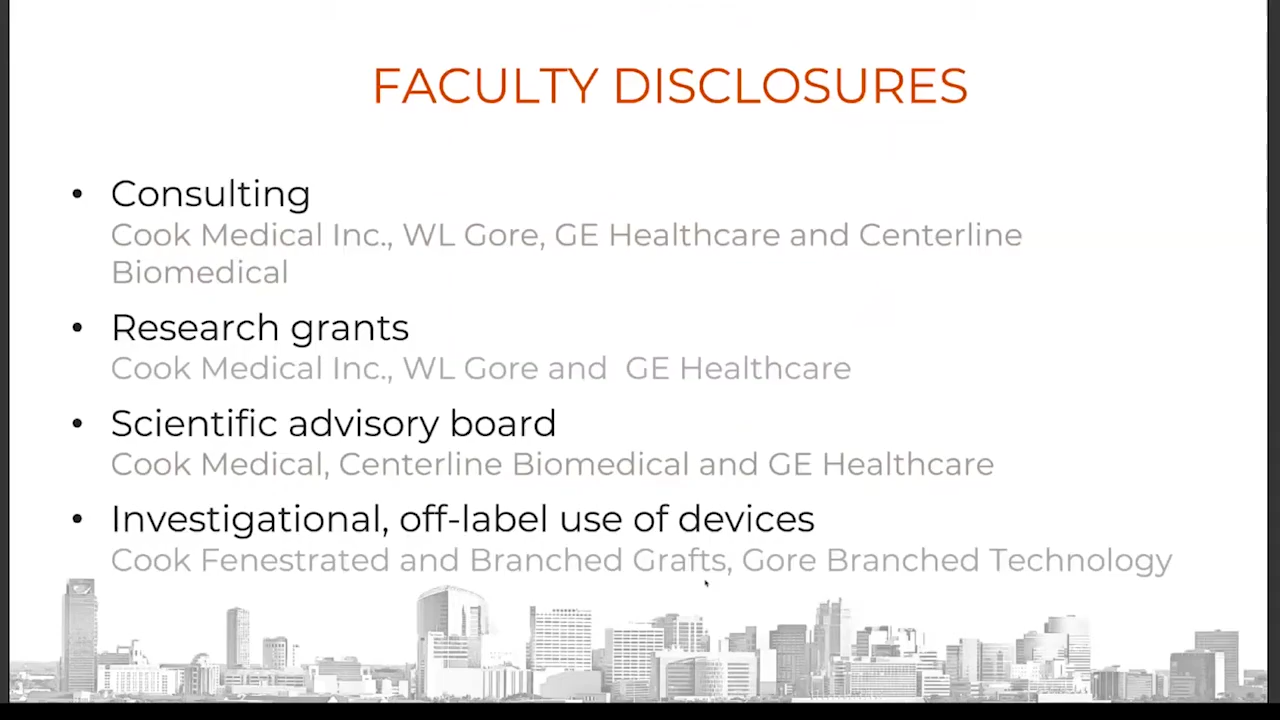 FACULTY DISCLOSURES
• Consulting
Cook Medical Inc., WL Gore, GE Healthcare and Centerline
Biomedical
• Research grants
Cook Medical Inc., WL Gore and  GE Healthcare
• Scientific advisory board
Cook Medical, Centerline Biomedical and GE Healthcare
• Investigational, off-label use of devices
Cook Fenestrated and Branched Grafts, Gore Branched Technology